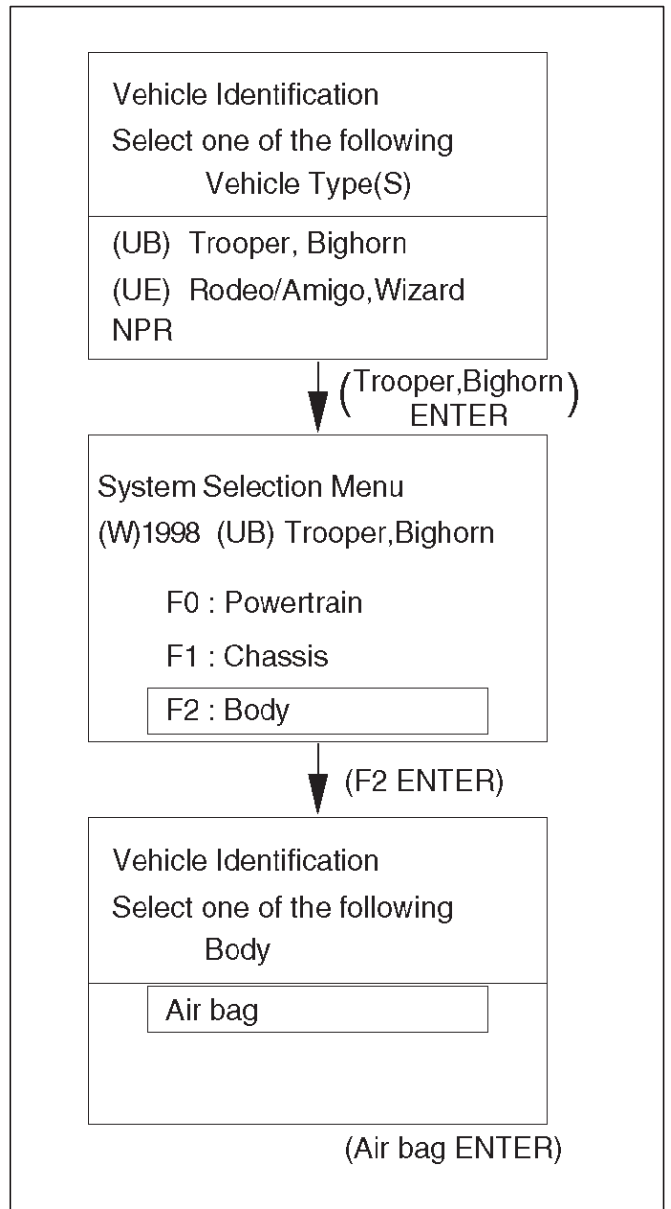 Vehicle Identification
Select one of the following
Vehicle Type(S)
(UB) Trooper, Bighorn
(UE) Rodeo/Amigo,Wizard
NPR
(Trooper,Bighorn
ENTER)
System Selection Menu
(W)1998 (UB) Trooper,Bighorn
F0 : Powertrain
F1 : Chassis
F2 : Body
(F2 ENTER)
Vehicle Identification
Select one of the following
Body
Air bag
(Air bag ENTER)